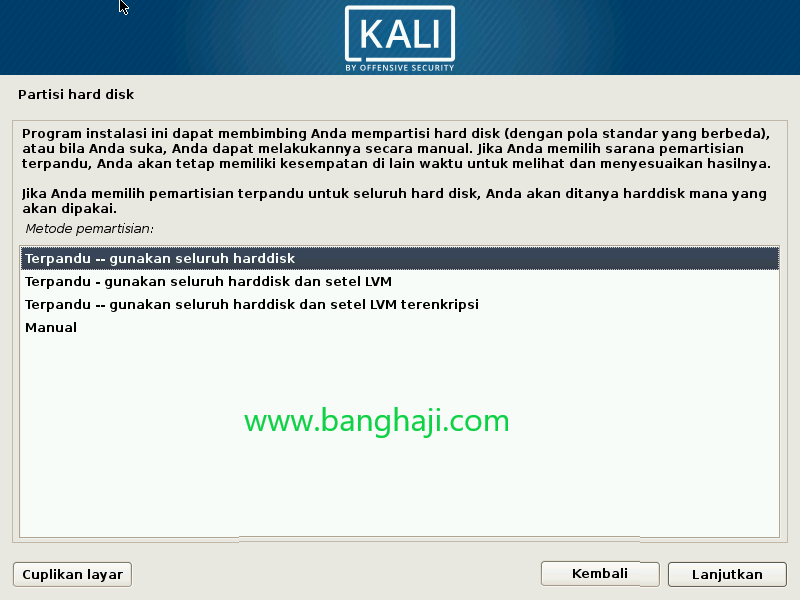 KALI
BY OFFENSIVE SECURITY
Partisi hard disk
Program instalasi ini dapat membimbing Anda mempartisi hard disk (dengan pola standar yang berbeda),
atau bila Anda suka, Anda dapat melakukannya secara manual. Jika Anda memilih sarana pemartisian
terpandu, Anda akan tetap memiliki kesempatan di lain waktu untuk melihat dan menyesuaikan hasilnya.
Jika Anda memilih pemartisian terpandu untuk seluruh hard disk, Anda akan ditanya harddisk mana yang
akan dipakai.
Metode pemartisian:
Terpandu -- gunakan seluruh harddisk
Terpandu - gunakan seluruh harddisk dan setel LVM
Terpandu -- gunakan seluruh harddisk dan setel LVM terenkripsi
Manual
www.banghaji.com
Cuplikan layar
Kembali
Lanjutkan